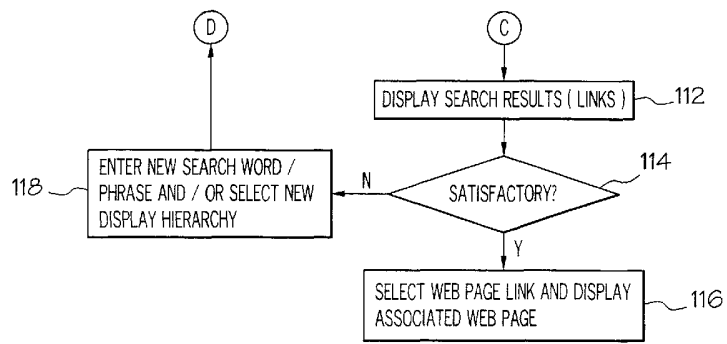 D
C
DISPLAY SEARCH RESULTS ( LINKS )
112
114
SATISFACTORY?
N
118
ENTER NEW SEARCH WORD /
PHRASE AND / OR SELECT NEW
DISPLAY HIERARCHY
Y
SELECT WEB PAGE LINK AND DISPLAY
ASSOCIATED WEB PAGE
116